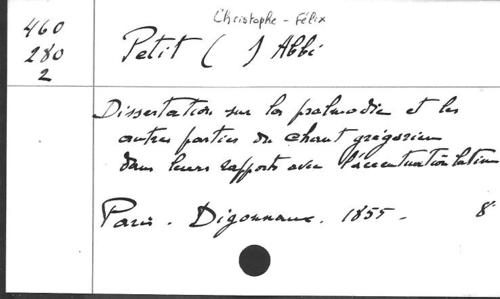 Christophe - Félix
460
280
2
Petit ( ) Abbé
Dissertation sur la psalmodie et les
autres parties du chant grégorien
dans leurs rapports avec l'accentuation latine
Paris. Digonnaux. 1855. 8°